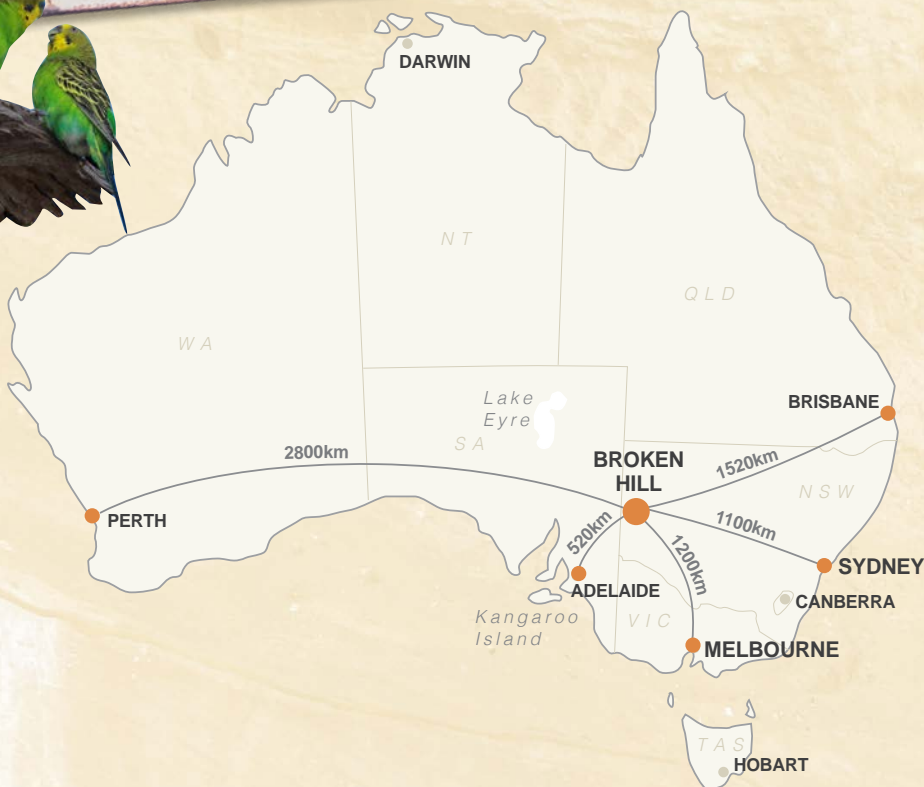 DARWIN
NT
QLD
WA
Lake
Eyre
SA
BRISBANE
2800km
BROKEN
HILL
1520km
NSW
PERTH
520km
1200km
1100km
SYDNEY
ADELAIDE
CANBERRA
Kangaroo
Island
VIC
MELBOURNE
TAS
HOBART